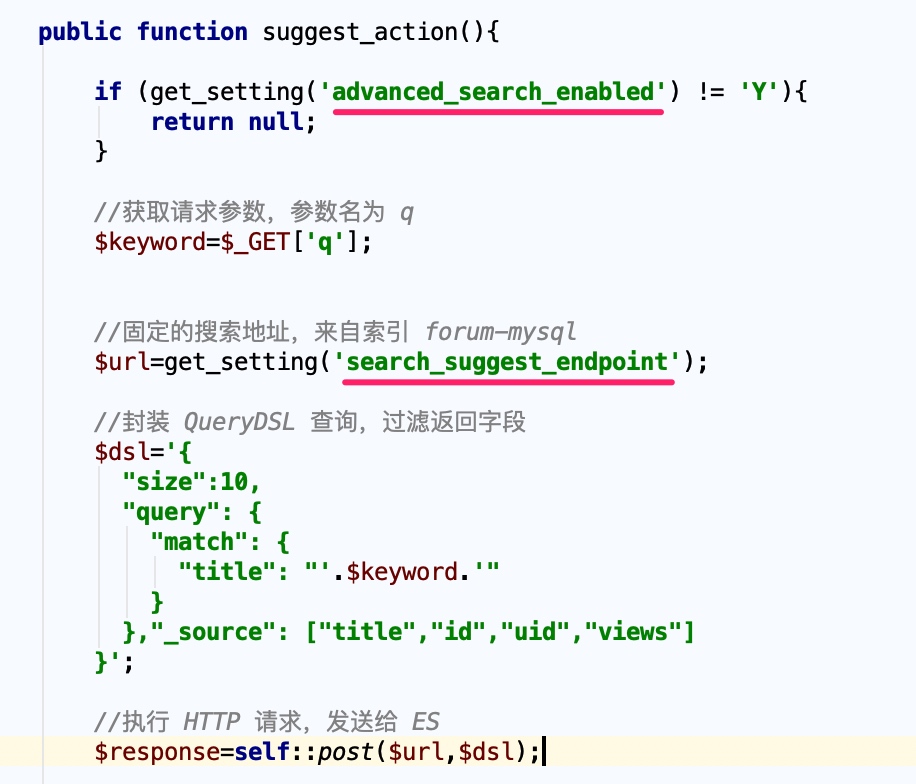 public function suggest_action(){
if (get_setting('advanced_search_enabled') != 'Y'){
return null;
}
//获取请求参数，参数名为 q
$keyword=$_GET['q'];
//固定的搜索地址，来自索引 forum-mysql
$url=get_setting('search_suggest_endpoint');
//封装 QueryDSL 查询，过滤返回字段
$dsl='{
"size":10,
"query": {
"match": {
"title": "'.$keyword.'"
}
},"_source": ["title","id","uid","views"]
}';
//执行 HTTP 请求，发送给 ES
$response=self::post($url,$dsl);